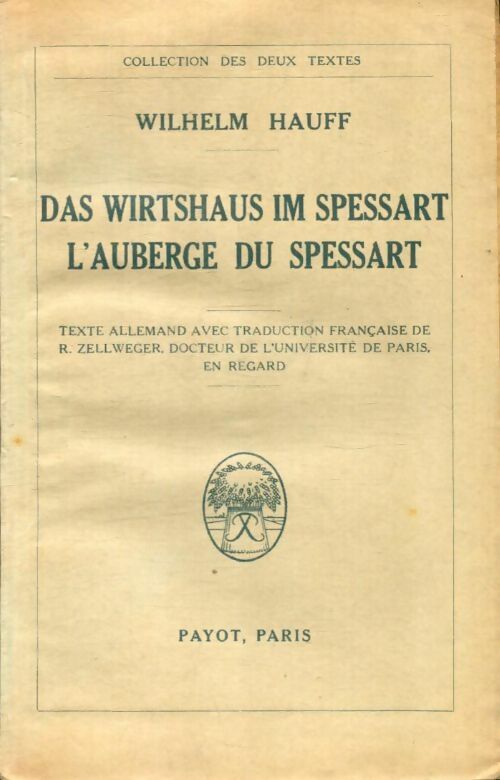 COLLECTION DES DEUX TEXTES
WILHELM HAUFF
DAS WIRTSHAUS IM SPESSART
L'AUBERGE DU SPESSART
TEXTE ALLEMAND AVEC TRADUCTION FRANÇAISE DE
R. ZELLWEGER, DOCTEUR DE L'UNIVERSITÉ DE PARIS,
EN REGARD
PAYOT, PARIS